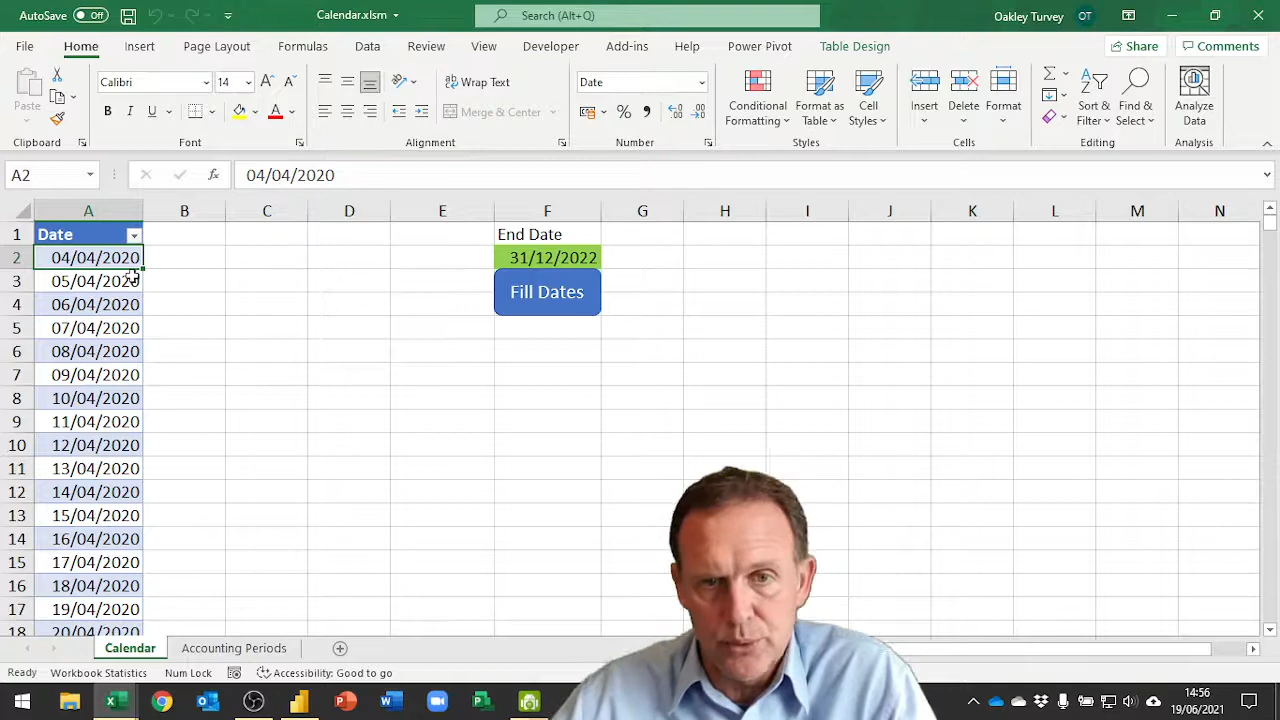 AutoSave Off Calendar.xlsm Search (Alt+Q) Oakley Turvey OT
File Home Insert Page Layout Formulas Data Review View Developer Add-ins Help Power Pivot Table Design Share Comments
Paste Calibri 14 Wrap Text Date Conditional Formatting Format as Table Cell Styles Insert Delete Format Sort & Filter Find & Select Analyze Data
B I U Merge & Center
Clipboard Font Alignment Number Styles Cells Editing Analysis
A2 fx 04/04/2020
A B C D E F G H I J K L M N
1 Date End Date
2 04/04/2020 31/12/2022
3 05/04/2020 Fill Dates
4 06/04/2020
5 07/04/2020
6 08/04/2020
7 09/04/2020
8 10/04/2020
9 11/04/2020
10 12/04/2020
11 13/04/2020
12 14/04/2020
13 15/04/2020
14 16/04/2020
15 17/04/2020
16 18/04/2020
17 19/04/2020
18 20/04/2020
Calendar Accounting Periods
Ready Workbook Statistics Num Lock Accessibility: Good to go
14:56
19/06/2021